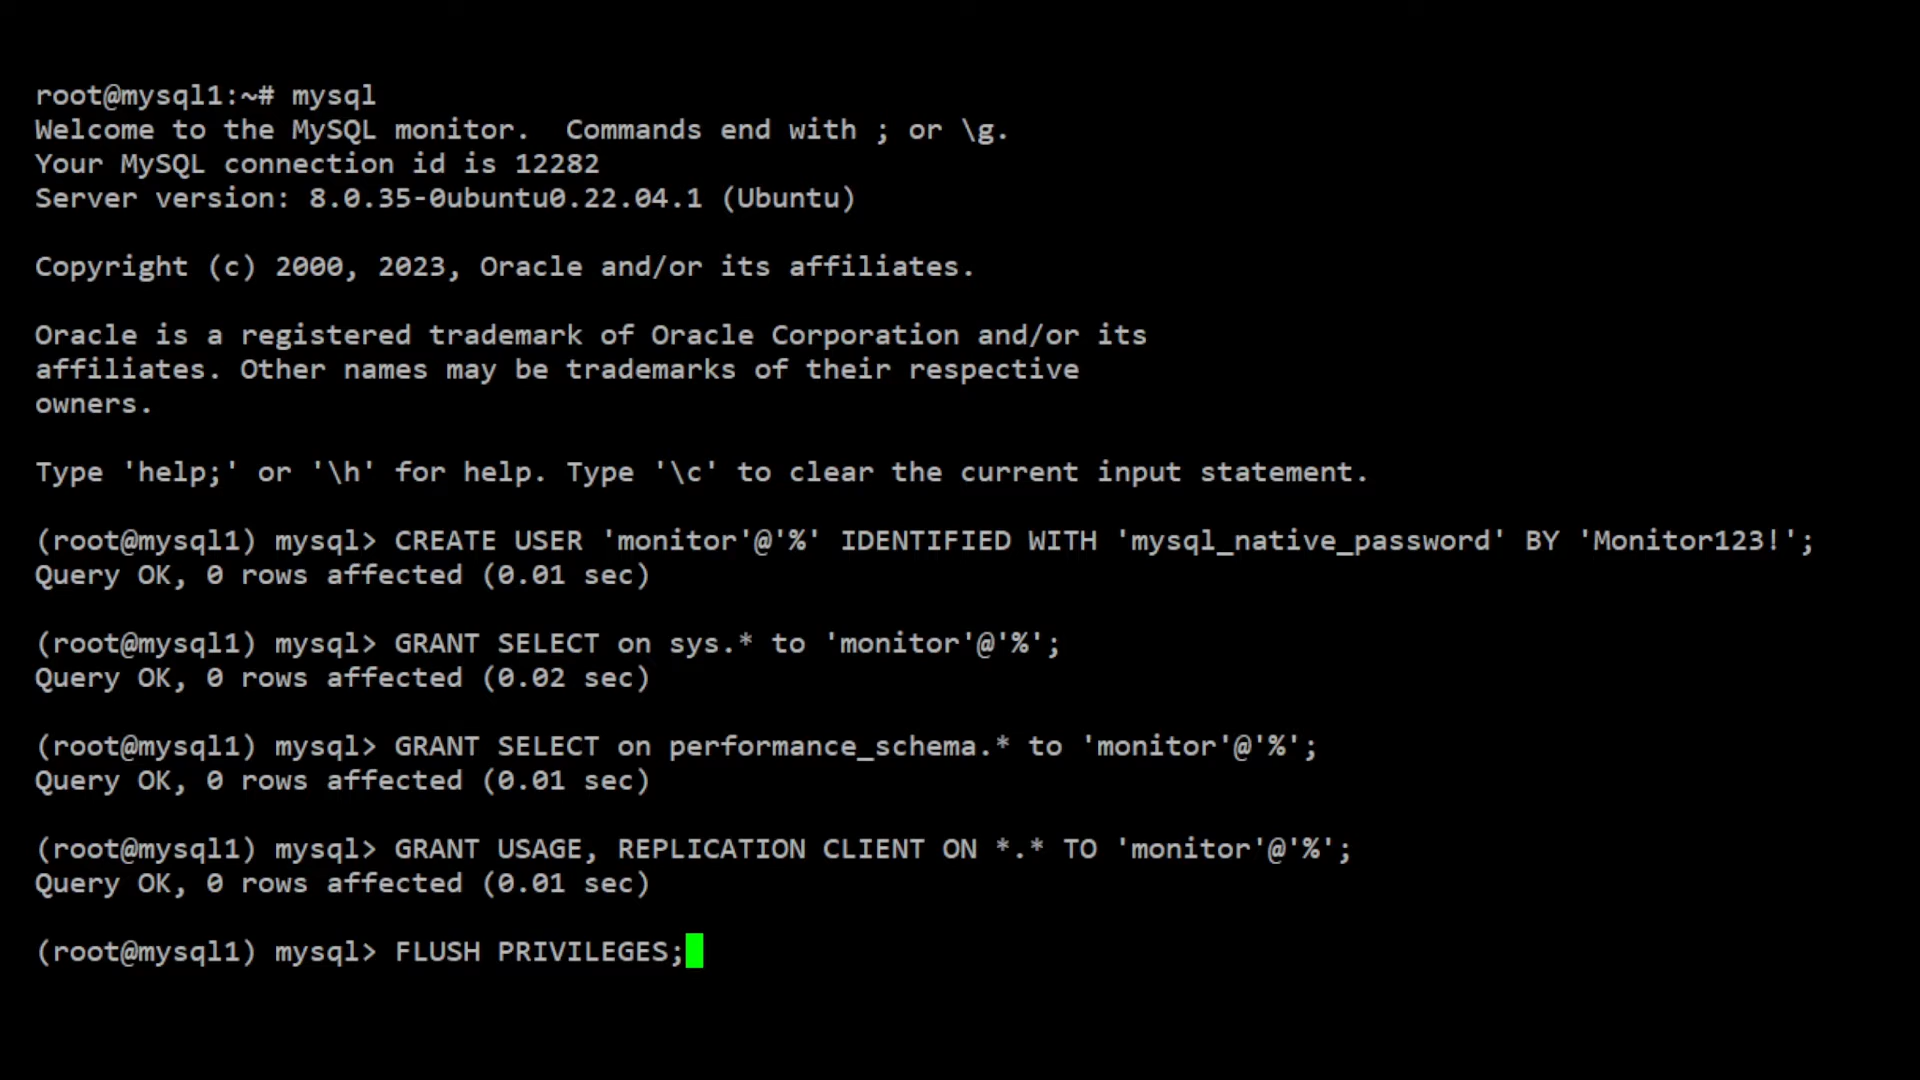 root@mysql1:~# mysql
Welcome to the MySQL monitor.  Commands end with ; or \g.
Your MySQL connection id is 12282
Server version: 8.0.35-0ubuntu0.22.04.1 (Ubuntu)
Copyright (c) 2000, 2023, Oracle and/or its affiliates.
Oracle is a registered trademark of Oracle Corporation and/or its
affiliates. Other names may be trademarks of their respective
owners.
Type 'help;' or '\h' for help. Type '\c' to clear the current input statement.
(root@mysql1) mysql> CREATE USER 'monitor'@'%' IDENTIFIED WITH 'mysql_native_password' BY 'Monitor123!';
Query OK, 0 rows affected (0.01 sec)
(root@mysql1) mysql> GRANT SELECT on sys.* to 'monitor'@'%';
Query OK, 0 rows affected (0.02 sec)
(root@mysql1) mysql> GRANT SELECT on performance_schema.* to 'monitor'@'%';
Query OK, 0 rows affected (0.01 sec)
(root@mysql1) mysql> GRANT USAGE, REPLICATION CLIENT ON *.* TO 'monitor'@'%';
Query OK, 0 rows affected (0.01 sec)
(root@mysql1) mysql> FLUSH PRIVILEGES;